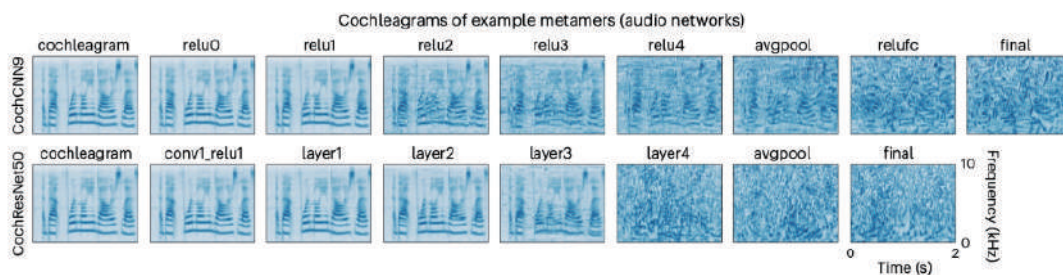 Cochleagrams of example metamers (audio networks)
cochleagram relu0 relu1 relu2 relu3 relu4 avgpool relufc final
CochCNN9
cochleagram conv1_relu1 layer1 layer2 layer3 layer4 avgpool final
CochResNet50
10
0
Frequency (kHz)
0 2
Time (s)